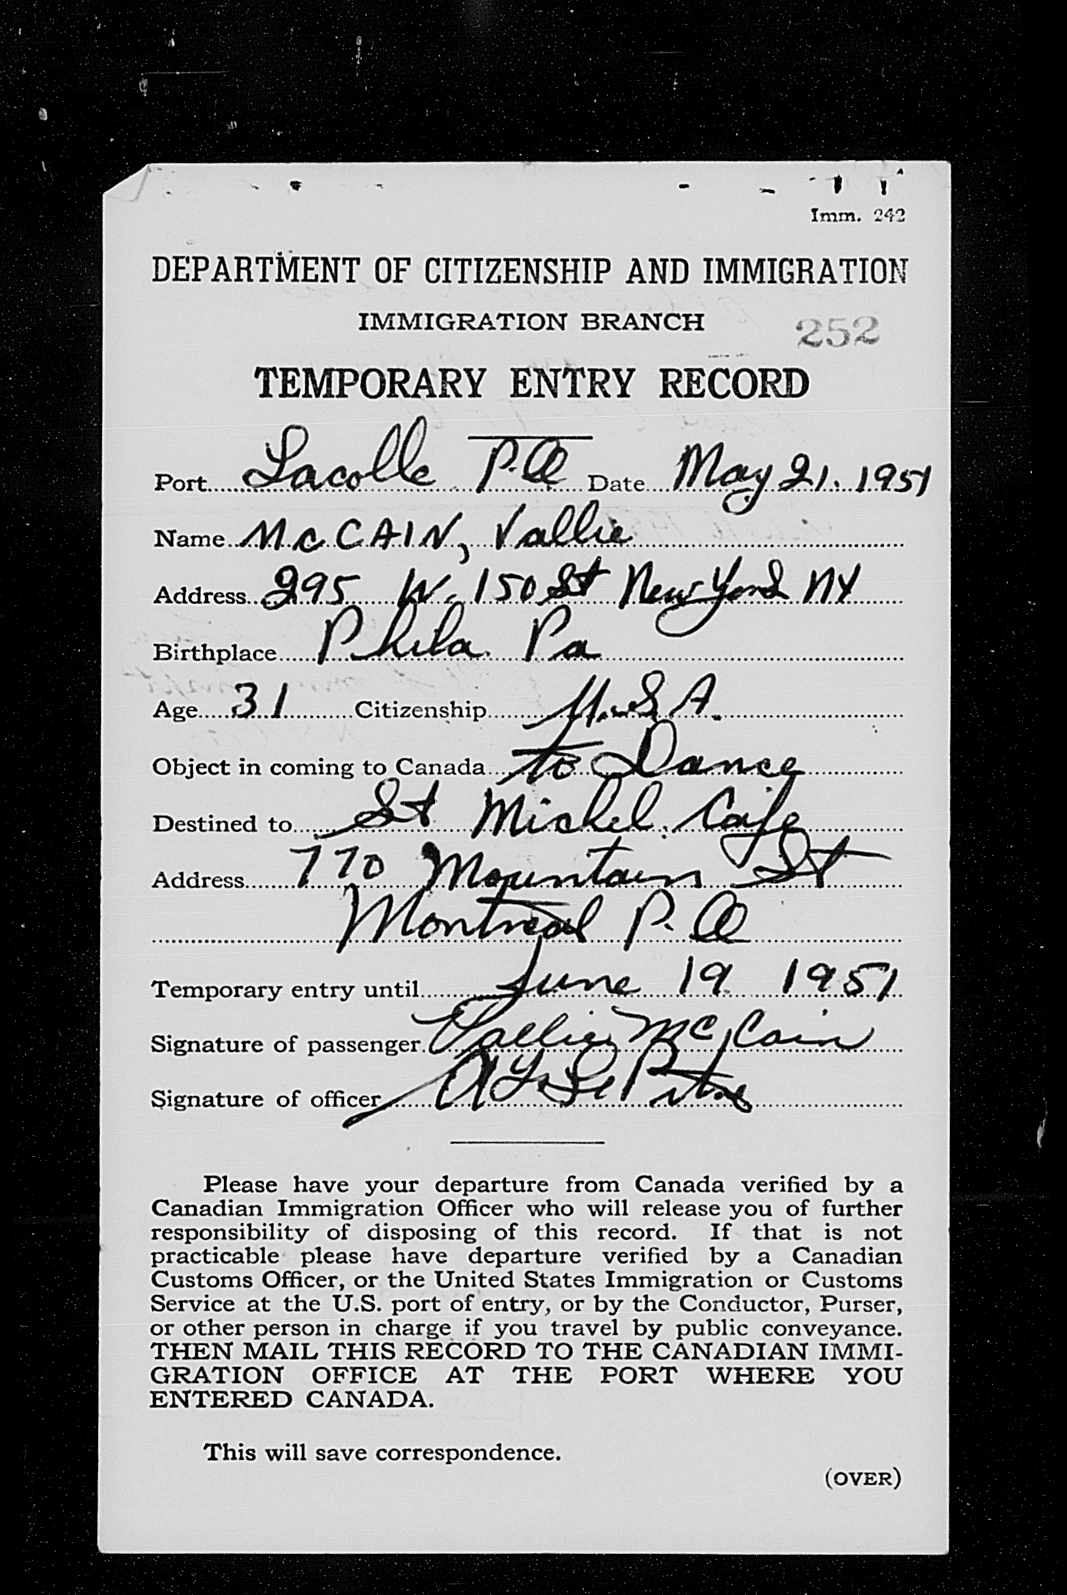 Imm. 242
DEPARTMENT OF CITIZENSHIP AND IMMIGRATION
IMMIGRATION BRANCH
252
TEMPORARY ENTRY RECORD
Port Lacolle P.Q Date May 21, 1951
Name McCAIN, Vallie
Address 295 W. 150 St New York NY
Birthplace Phila. Pa
Age 31 Citizenship U.S.A.
Object in coming to Canada to Dance
Destined to St Michel Cafe
Address 770 Mountain St
Montreal P.Q
Temporary entry until June 19 1951
Signature of passenger Vallie McCain
Signature of officer
Please have your departure from Canada verified by a
Canadian Immigration Officer who will release you of further
responsibility of disposing of this record. If that is not
practicable please have departure verified by a Canadian
Customs Officer, or the United States Immigration or Customs
Service at the U.S. port of entry, or by the Conductor, Purser,
or other person in charge if you travel by public conveyance.
THEN MAIL THIS RECORD TO THE CANADIAN IMMI-
GRATION OFFICE AT THE PORT WHERE YOU
ENTERED CANADA.
This will save correspondence.
(OVER)